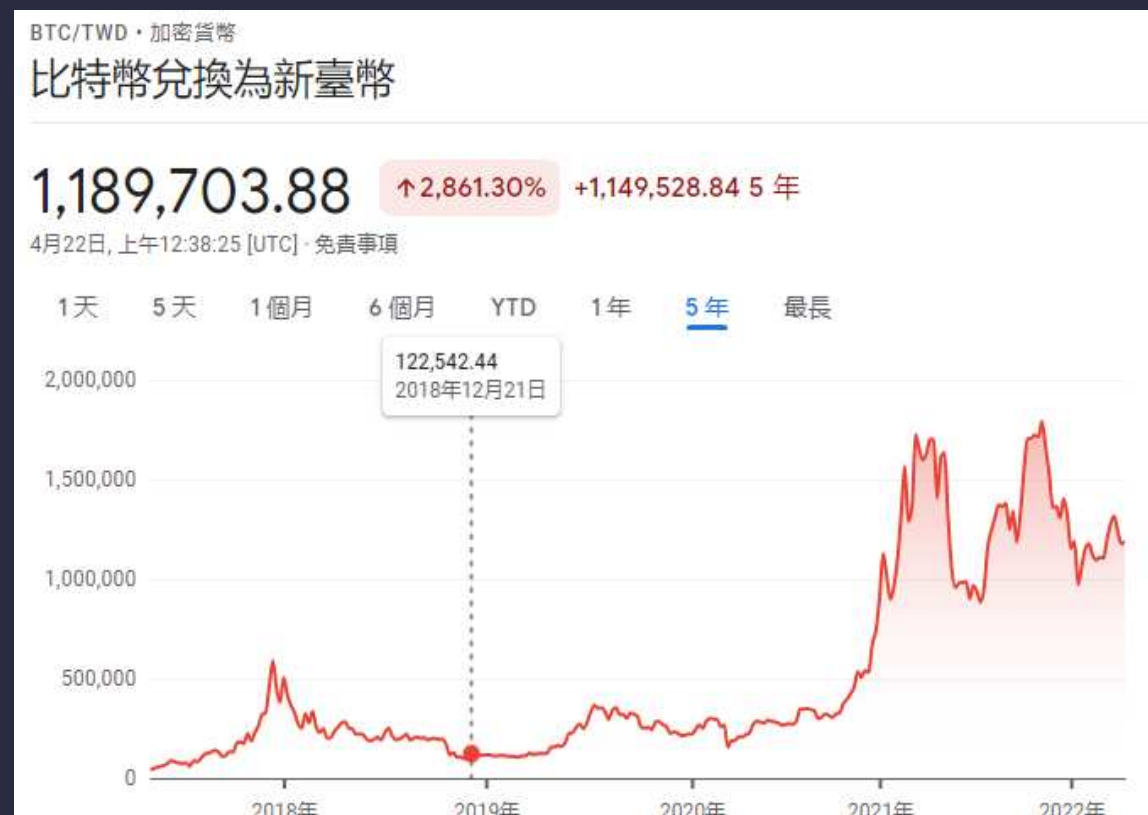 BTC/TWD・加密貨幣
比特幣兌換為新臺幣
1,189,703.88 ↑2,861.30% +1,149,528.84 5 年
4月22日, 上午12:38:25 [UTC] · 免責事項
1天 5天 1個月 6個月 YTD 1年 5年 最長
122,542.44
2018年12月21日
2,000,000
1,500,000
1,000,000
500,000
0
2018年 2019年 2020年 2021年 2022年